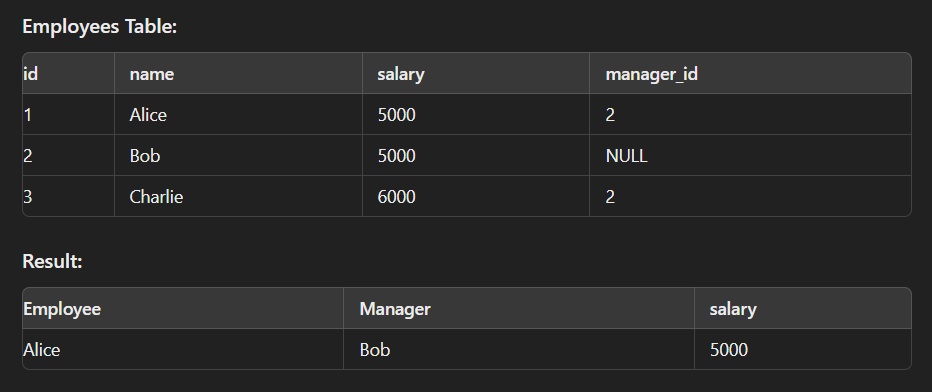 Employees Table:
id name salary manager_id
1 Alice 5000 2
2 Bob 5000 NULL
3 Charlie 6000 2
Result:
Employee Manager salary
Alice Bob 5000